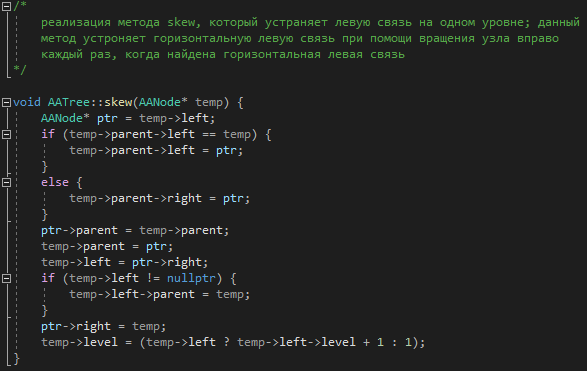 /*
реализация метода skew, который устраняет левую связь на одном уровне; данный
метод устроняет горизонтальную левую связь при помощи вращения узла вправо
каждый раз, когда найдена горизонтальная левая связь
*/
void AATree::skew(AANode* temp) {
AANode* ptr = temp->left;
if (temp->parent->left == temp) {
temp->parent->left = ptr;
}
else {
temp->parent->right = ptr;
}
ptr->parent = temp->parent;
temp->parent = ptr;
temp->left = ptr->right;
if (temp->left != nullptr) {
temp->left->parent = temp;
}
ptr->right = temp;
temp->level = (temp->left ? temp->left->level + 1 : 1);
}